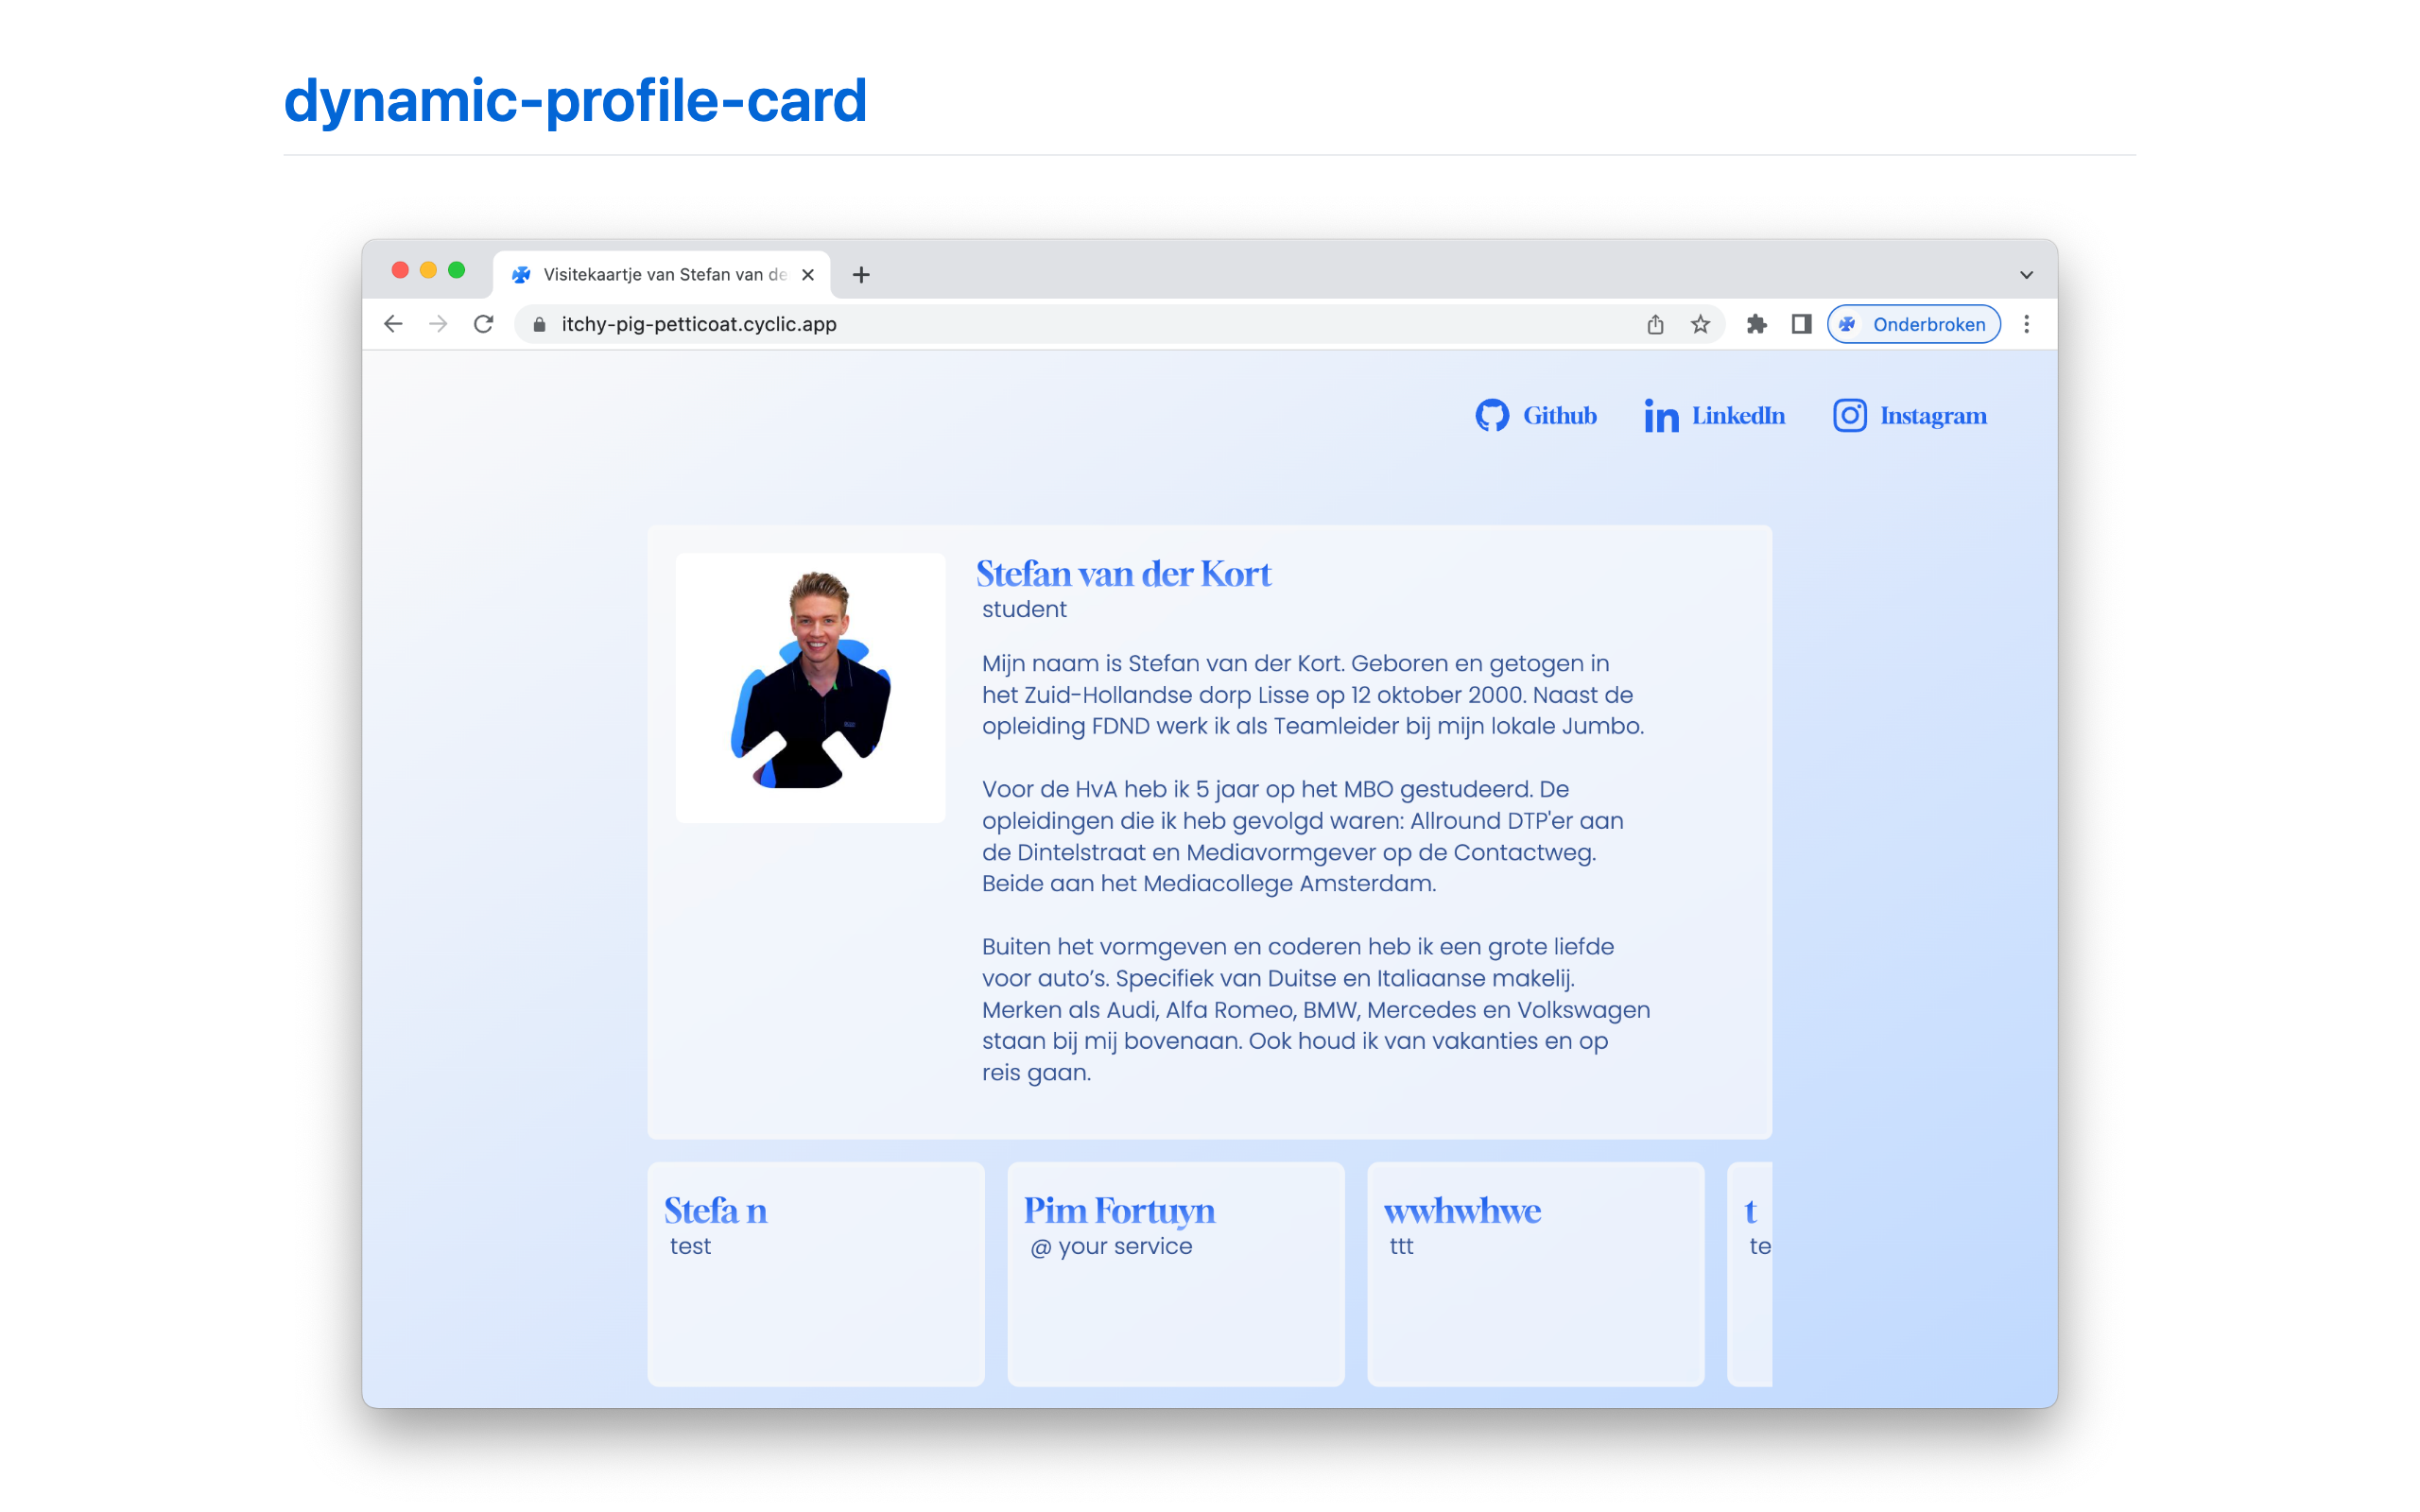 dynamic-profile-card
Visitekaartje van Stefan van de
itchy-pig-petticoat.cyclic.app
Onderbroken
Github
LinkedIn
Instagram
Stefan van der Kort
student
Mijn naam is Stefan van der Kort. Geboren en getogen in
het Zuid-Hollandse dorp Lisse op 12 oktober 2000. Naast de
opleiding FDND werk ik als Teamleider bij mijn lokale Jumbo.
Voor de HvA heb ik 5 jaar op het MBO gestudeerd. De
opleidingen die ik heb gevolgd waren: Allround DTP'er aan
de Dintelstraat en Mediavormgever op de Contactweg.
Beide aan het Mediacollege Amsterdam.
Buiten het vormgeven en coderen heb ik een grote liefde
voor auto’s. Specifiek van Duitse en Italiaanse makelij.
Merken als Audi, Alfa Romeo, BMW, Mercedes en Volkswagen
staan bij mij bovenaan. Ook houd ik van vakanties en op
reis gaan.
Stefa n
test
Pim Fortuyn
@ your service
wwhwhwe
ttt
t
te